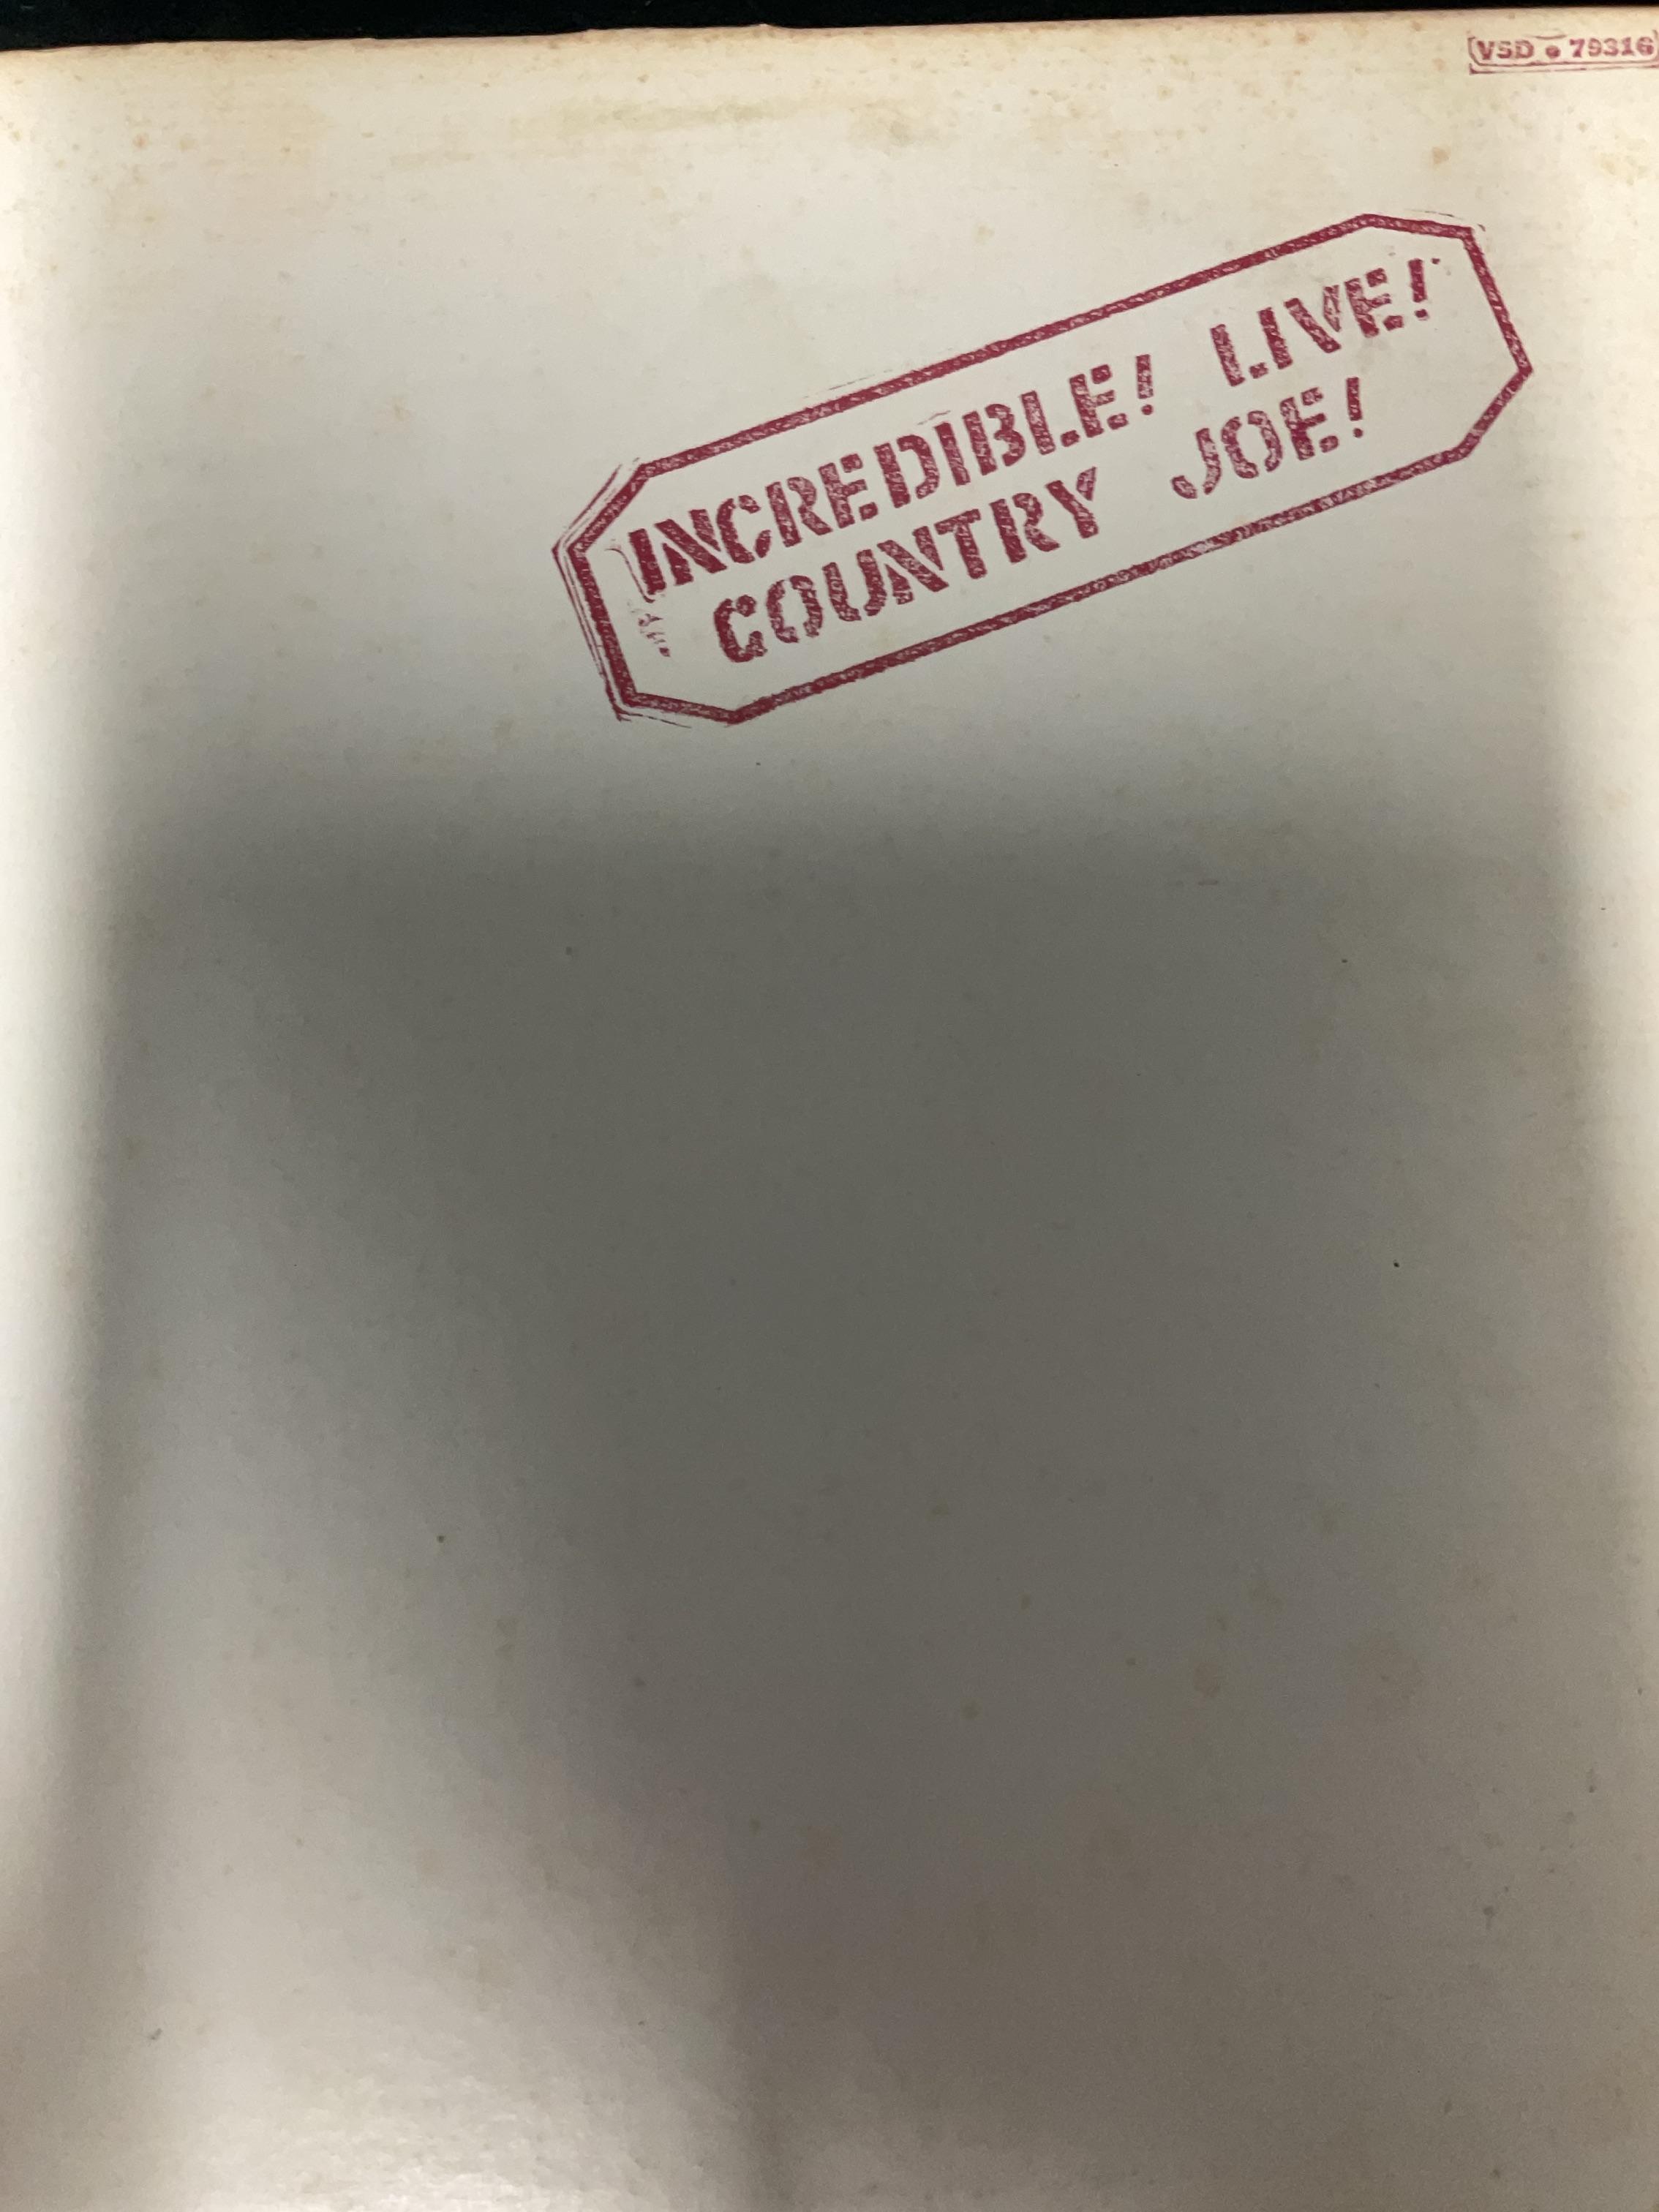 VSD • 79316
INCREDIBLE! LIVE!
COUNTRY JOE!